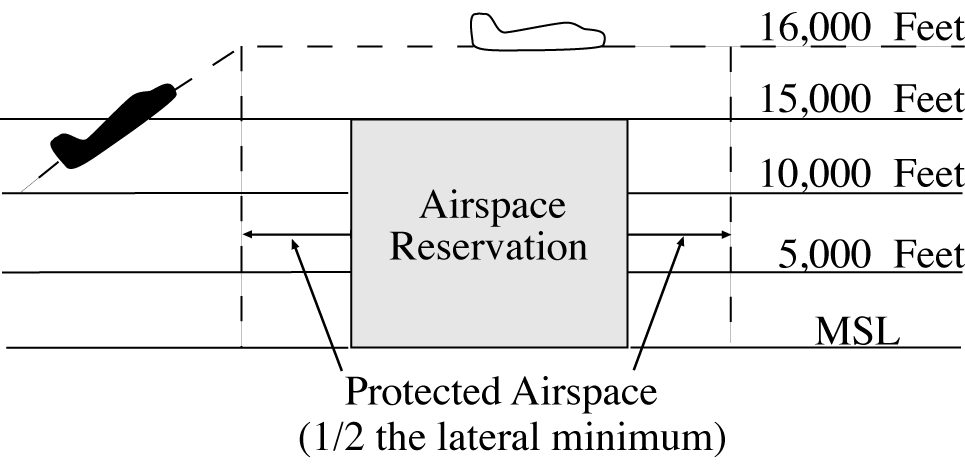 16,000 Feet
15,000 Feet
10,000 Feet
Airspace
Reservation
5,000 Feet
MSL
Protected Airspace
(1/2 the lateral minimum)